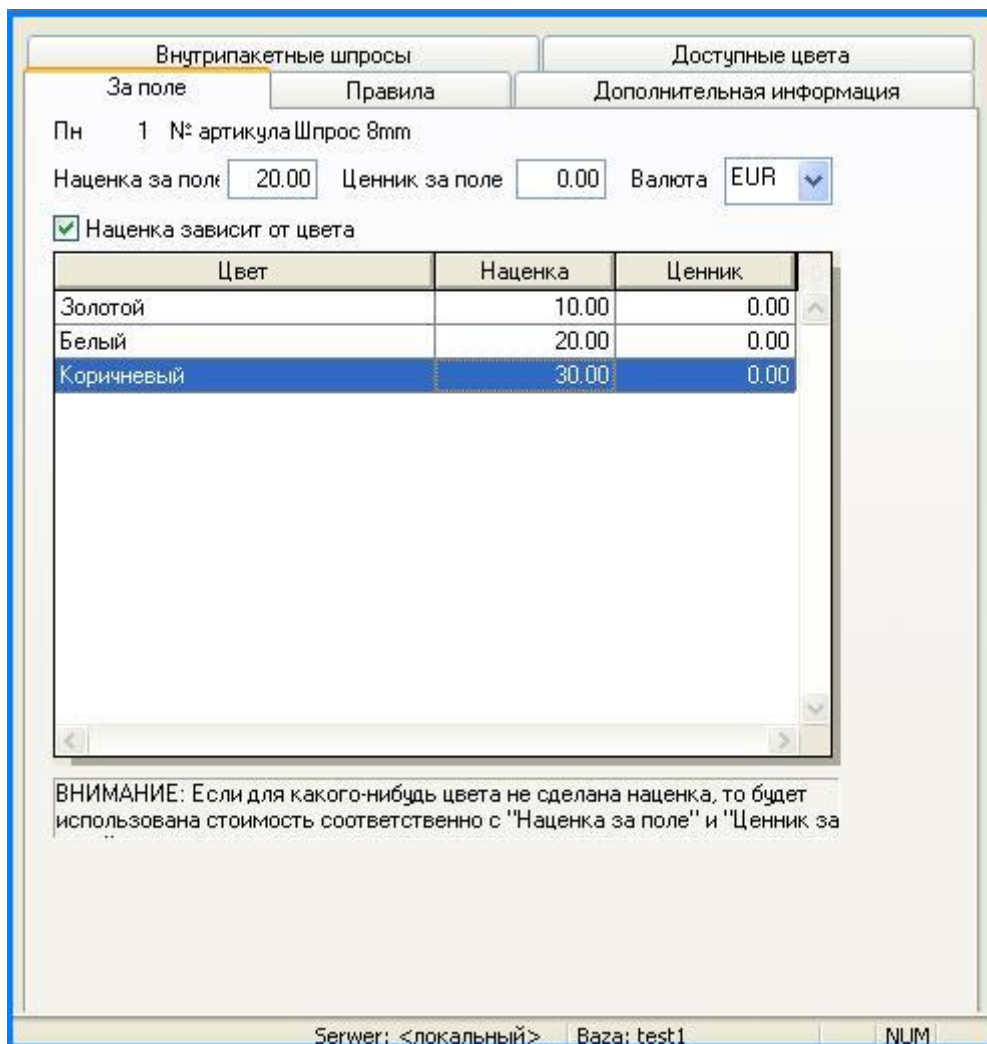 Внутрипакетные шпросы Доступные цвета
За поле Правила Дополнительная информация
Пн 1 № артикула Шпрос 8mm
Наценка за поле 20.00 Ценник за поле 0.00 Валюта EUR
Наценка зависит от цвета
Цвет Наценка Ценник
Золотой 10.00 0.00
Белый 20.00 0.00
Коричневый 30.00 0.00
ВНИМАНИЕ: Если для какого-нибудь цвета не сделана наценка, то будет
использована стоимость соответственно с "Наценка за поле" и "Ценник за
Serwer: <локальный> Baza: test1 NUM